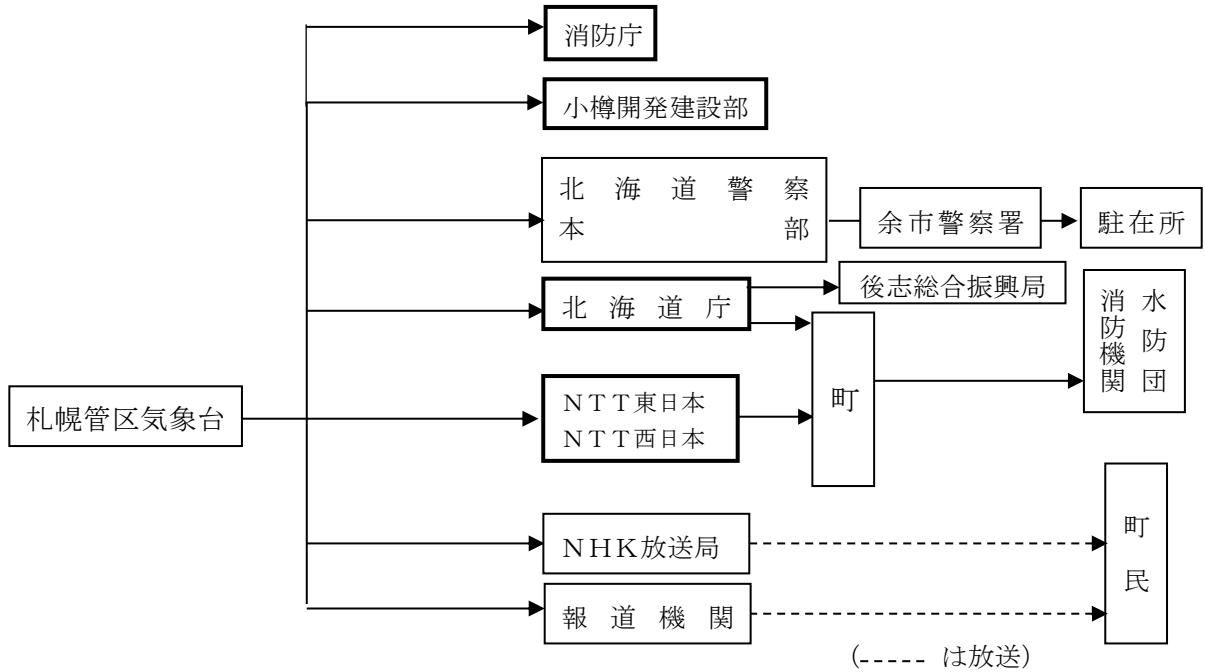 消防庁
小樽開発建設部
北海道警察
本部
余市警察署
駐在所
北海道庁
後志総合振興局
水防団
消防機関
札幌管区気象台
NTT東日本
NTT西日本
町
NHK放送局
報道機関
町民
(----- は放送)